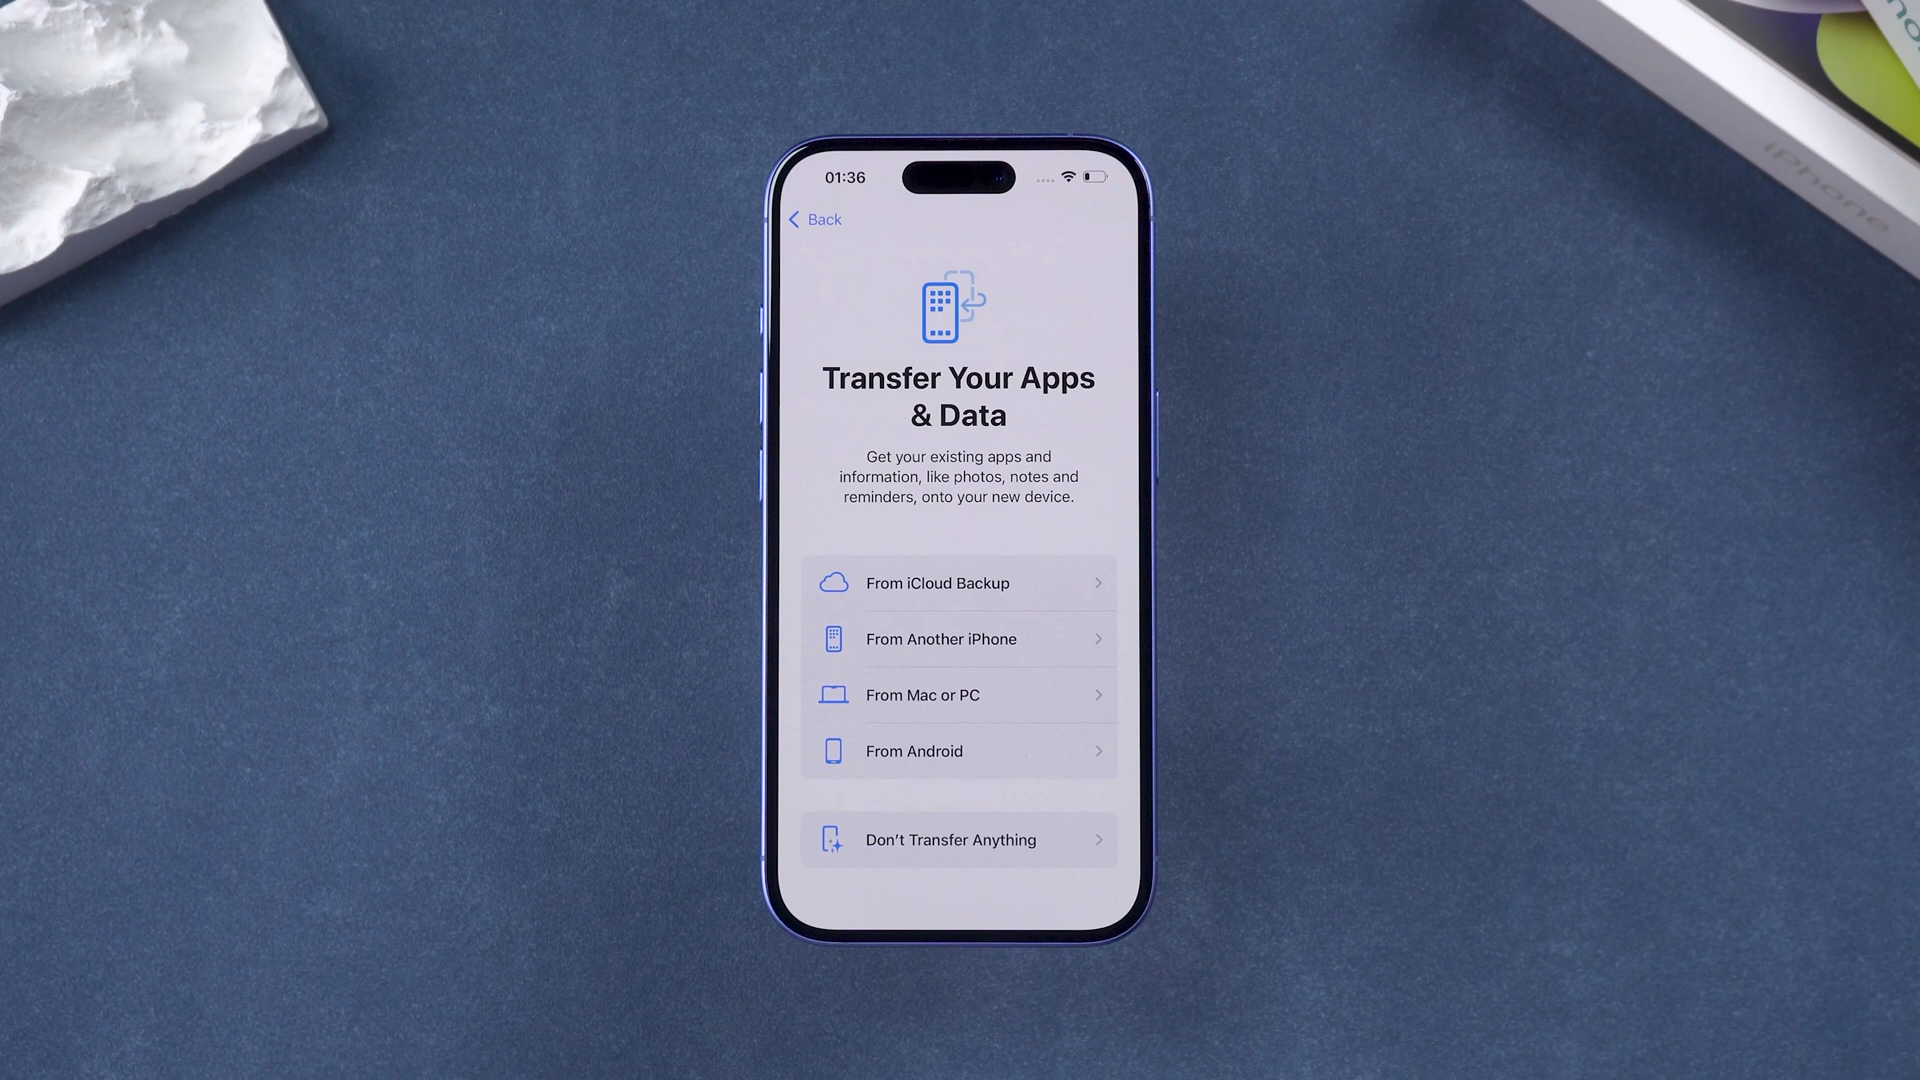 01:36
Back
Transfer Your Apps
& Data
Get your existing apps and
information, like photos, notes and
reminders, onto your new device.
From iCloud Backup
From Another iPhone
From Mac or PC
From Android
Don't Transfer Anything
iPhone